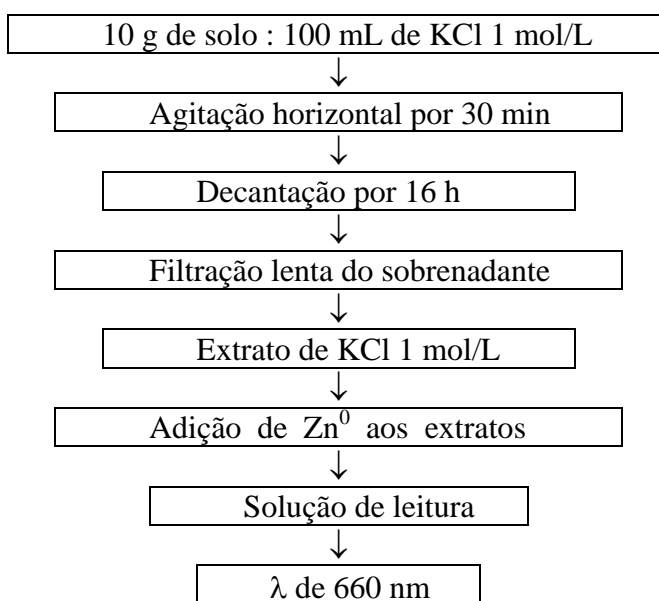 10 g de solo : 100 mL de KCl 1 mol/L
↓
Agitação horizontal por 30 min
↓
Decantação por 16 h
↓
Filtração lenta do sobrenadante
↓
Extrato de KCl 1 mol/L
↓
Adição de Zn⁰ aos extratos
↓
Solução de leitura
↓
λ de 660 nm